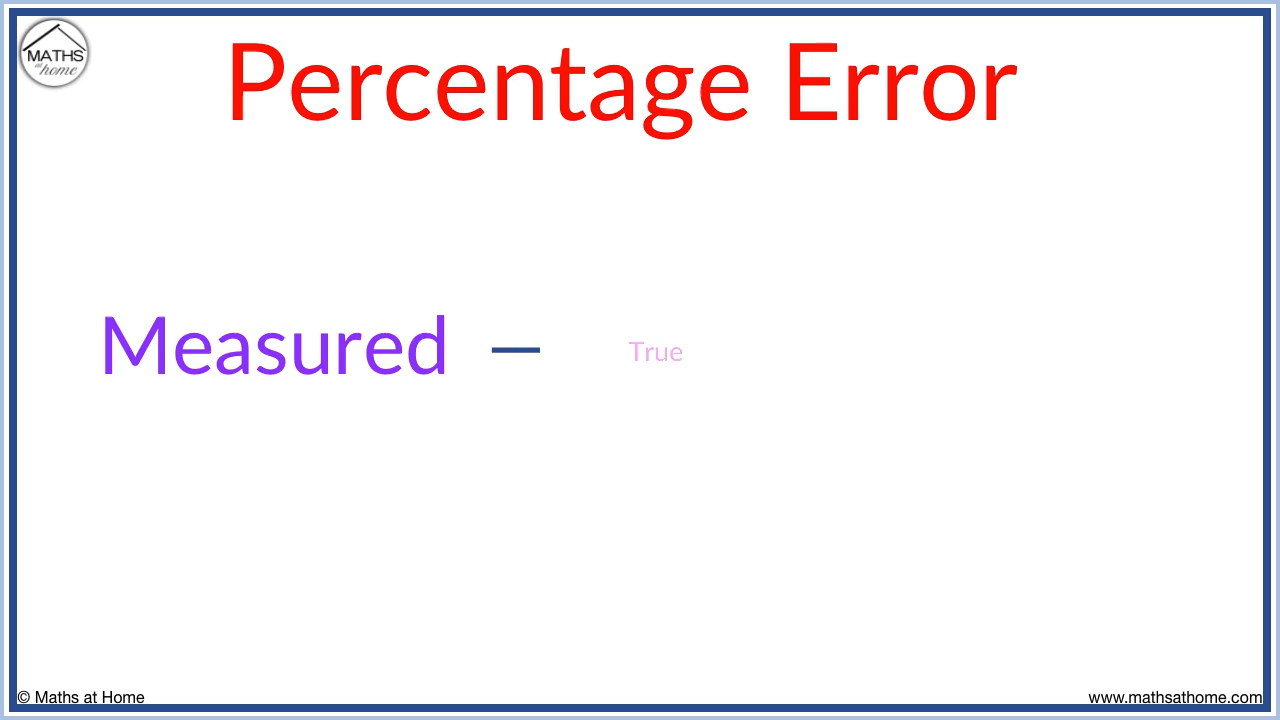 MATHS
at
home
Percentage Error
Measured − True
© Maths at Home
www.mathsathome.com